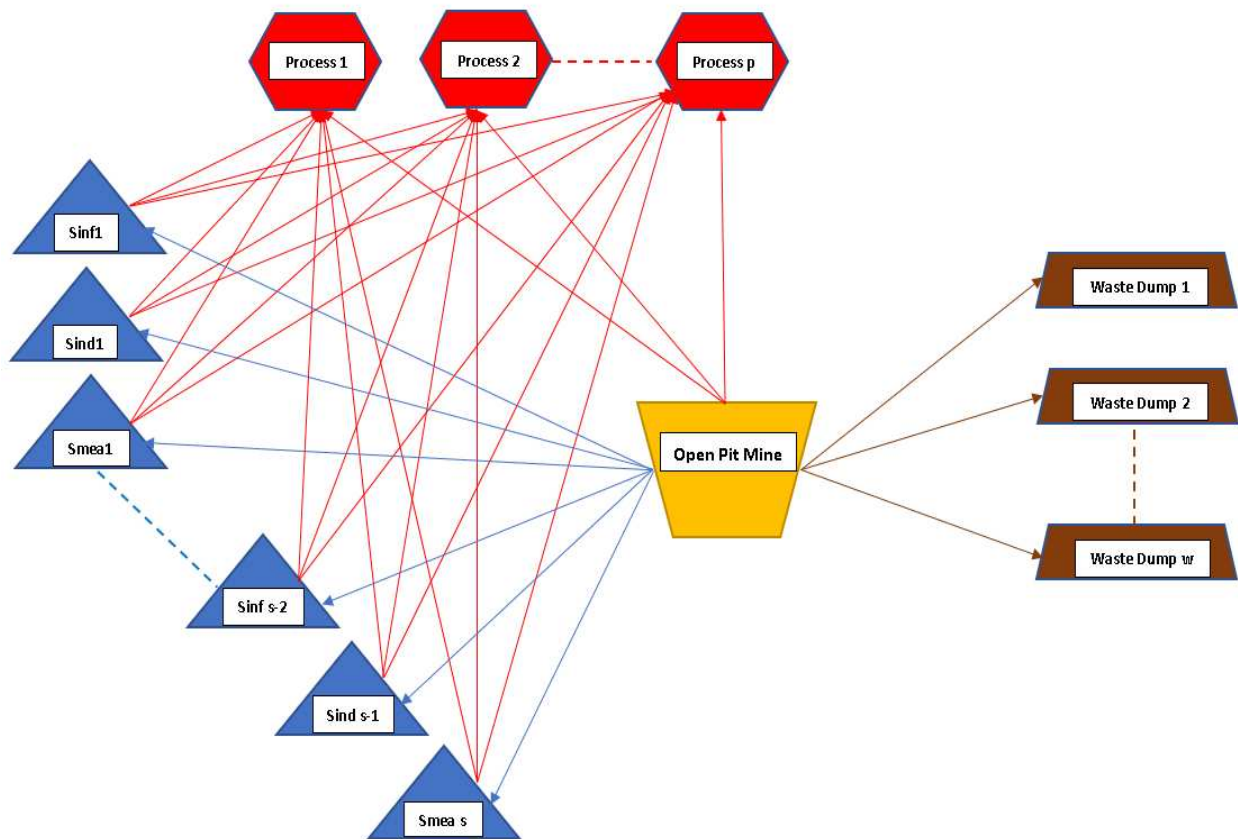 Process 1
Process 2
Process p
Sinf1
Sind1
Smea1
Sinf s-2
Sind s-1
Smea s
Open Pit Mine
Waste Dump 1
Waste Dump 2
Waste Dump w